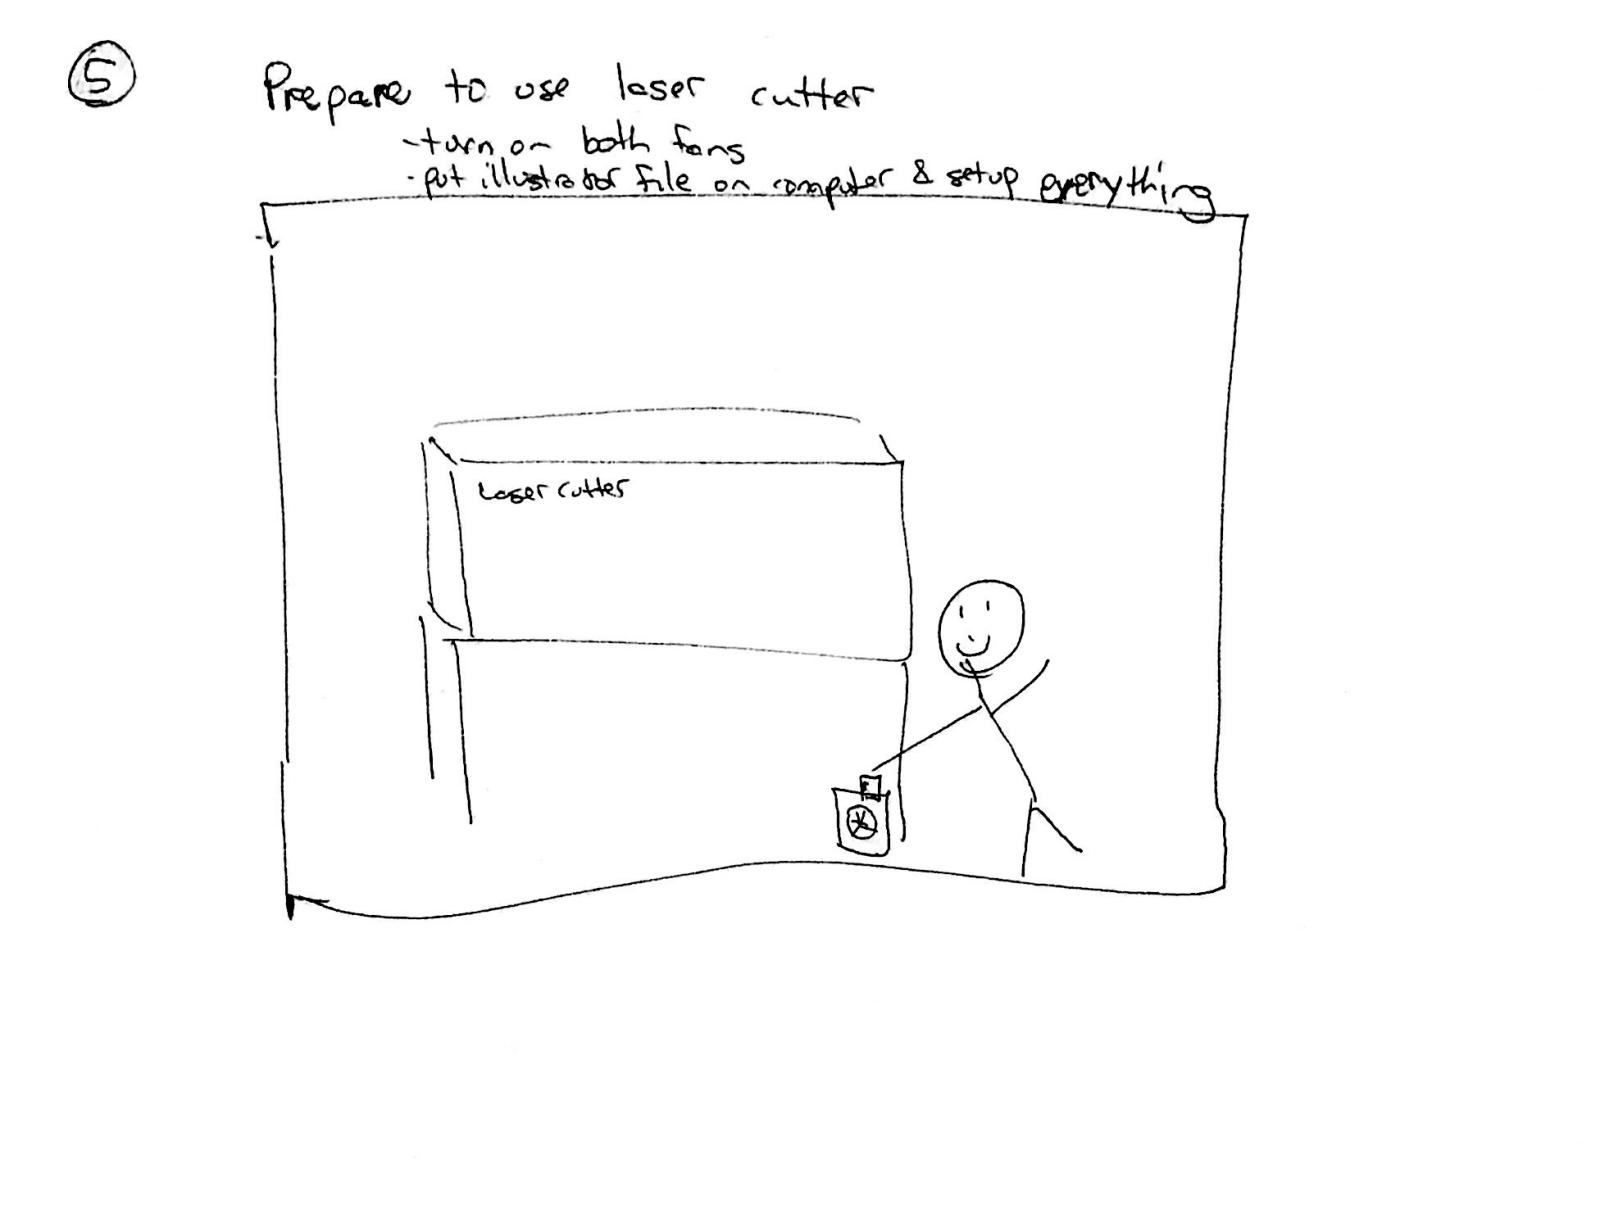 5
Prepare to use laser cutter
- turn on both fans
- put illustrator file on computer & setup everything
Laser cutter